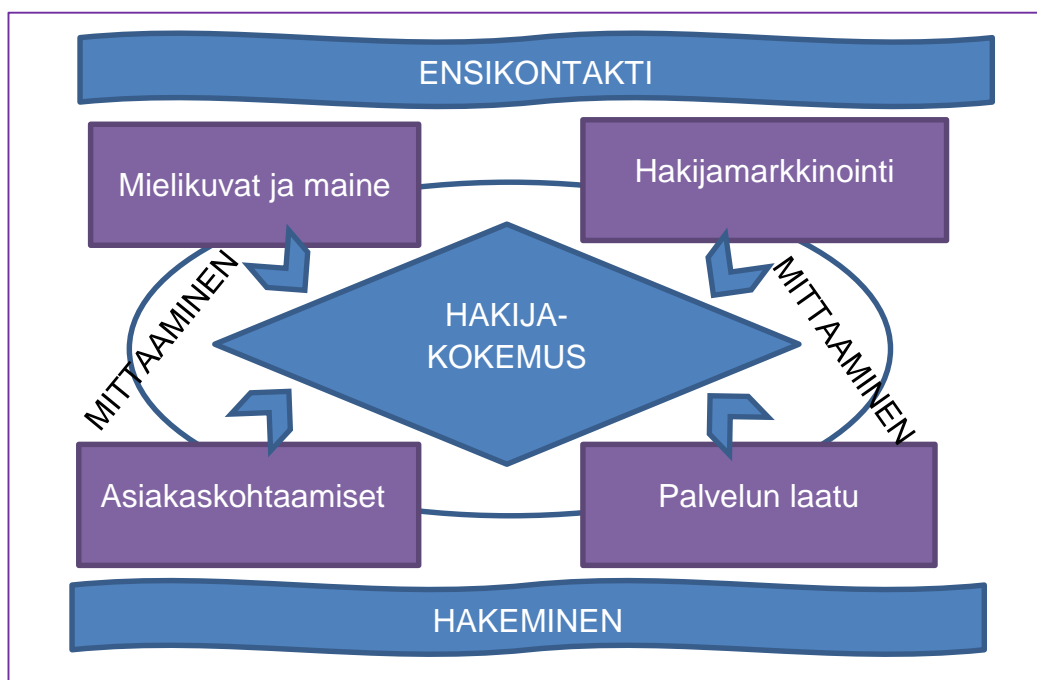 ENSIKONTAKTI
Mielikuvat ja maine
Hakijamarkkinointi
MITTAAMINEN
HAKIJA-
KOKEMUS
MITTAAMINEN
Asiakaskohtaamiset
Palvelun laatu
HAKEMINEN